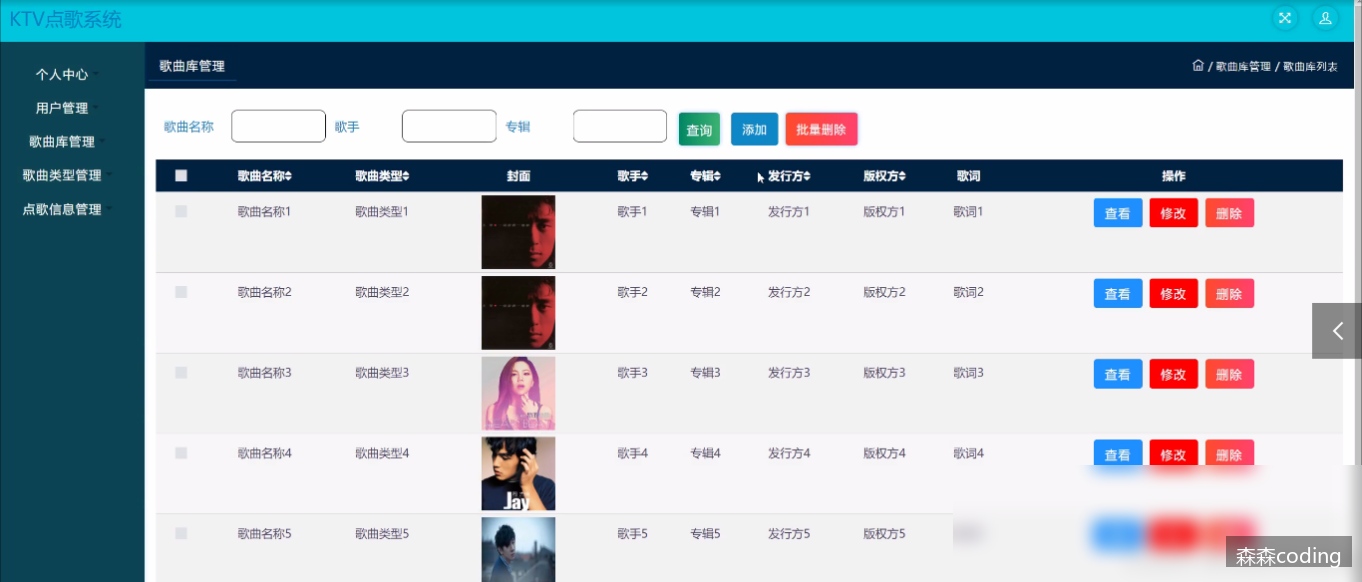 KTV点歌系统
个人中心
用户管理
歌曲库管理
歌曲类型管理
点歌信息管理
歌曲库管理
/ 歌曲库管理 / 歌曲库列表
歌曲名称 歌手 专辑 查询 添加 批量删除
歌曲名称 歌曲类型 封面 歌手 专辑 发行方 版权方 歌词 操作
歌曲名称1 歌曲类型1 歌手1 专辑1 发行方1 版权方1 歌词1 查看 修改 删除
歌曲名称2 歌曲类型2 歌手2 专辑2 发行方2 版权方2 歌词2 查看 修改 删除
歌曲名称3 歌曲类型3 歌手3 专辑3 发行方3 版权方3 歌词3 查看 修改 删除
歌曲名称4 歌曲类型4 歌手4 专辑4 发行方4 版权方4 歌词4 查看 修改 删除
Jay
歌曲名称5 歌曲类型5 歌手5 专辑5 发行方5 版权方5
森森coding